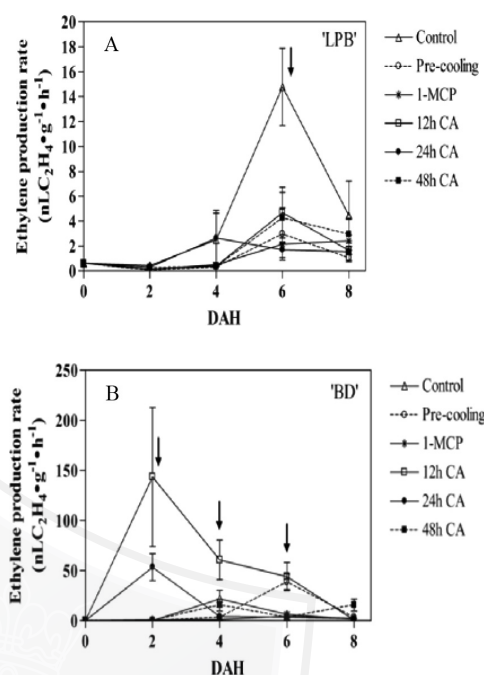 A
'LPB'
Ethylene production rate
(nLC₂H₄•g⁻¹•h⁻¹)
20
18
16
14
12
10
8
6
4
2
0
0 2 4 6 8
DAH
Control
Pre-cooling
1-MCP
12h CA
24h CA
48h CA
B
'BD'
Ethylene production rate
(nLC₂H₄•g⁻¹•h⁻¹)
250
200
150
100
50
0
0 2 4 6 8
DAH
Control
Pre-cooling
1-MCP
12h CA
24h CA
48h CA